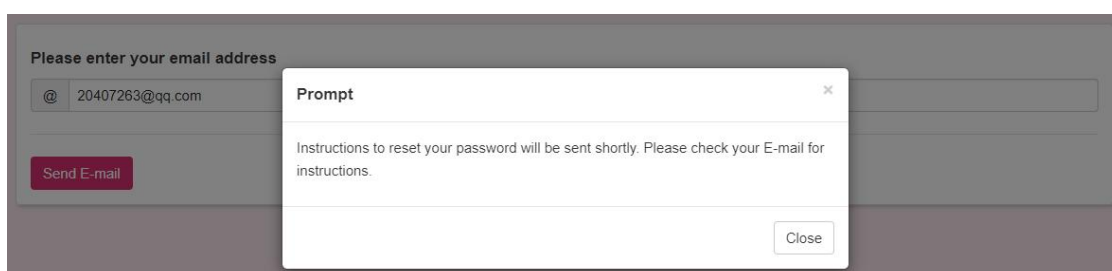 Please enter your email address
@ 20407263@qq.com
Prompt ×
Instructions to reset your password will be sent shortly. Please check your E-mail for
instructions.
Send E-mail
Close